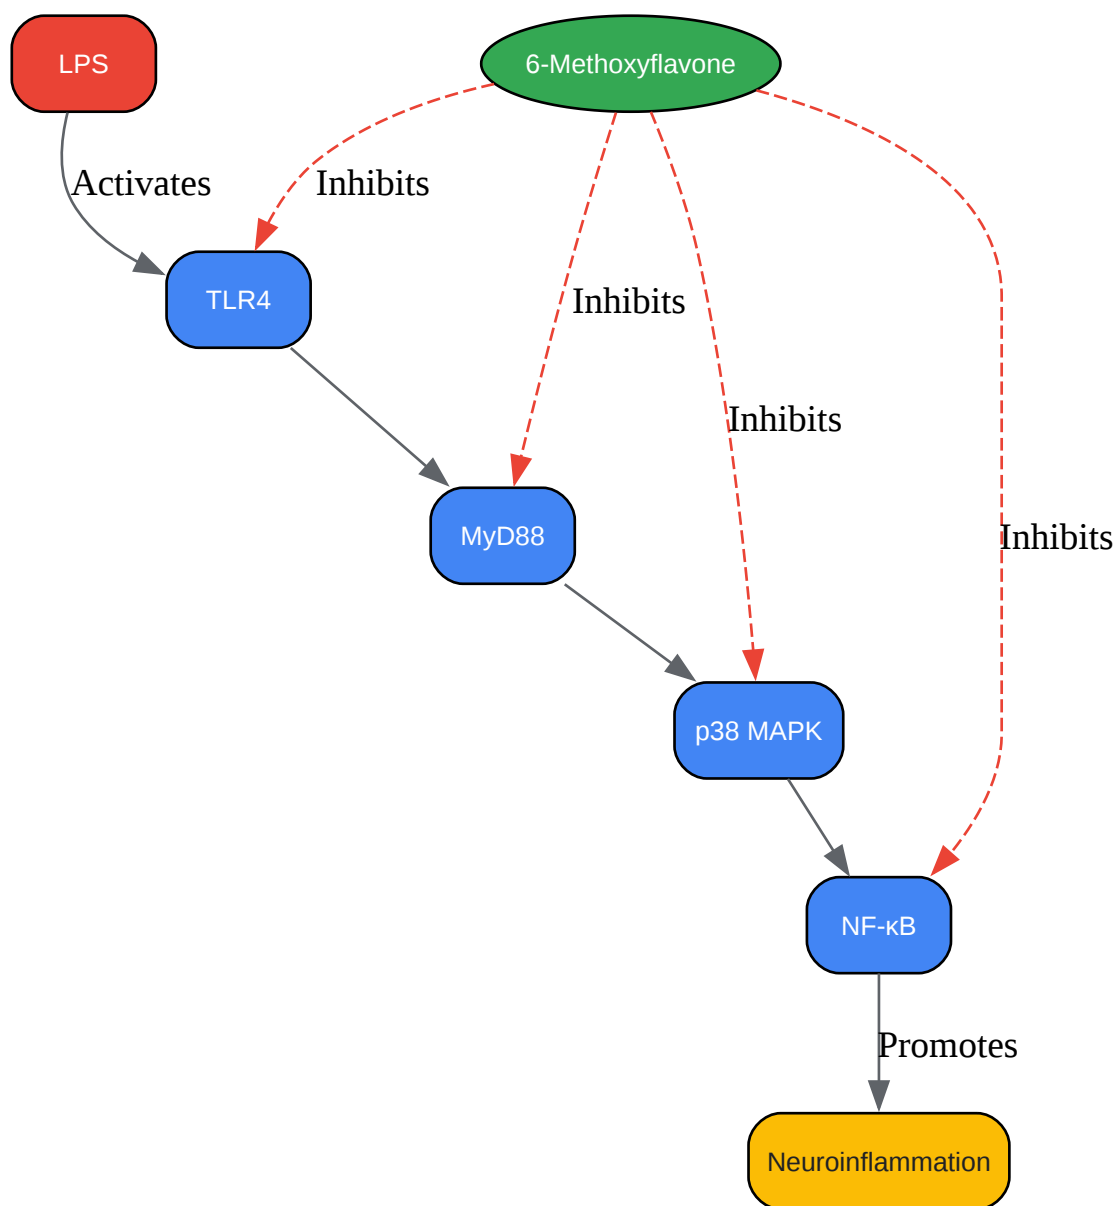 LPS
6-Methoxyflavone
Activates
Inhibits
TLR4
Inhibits
Inhibits
MyD88
Inhibits
p38 MAPK
NF-κB
Promotes
Neuroinflammation